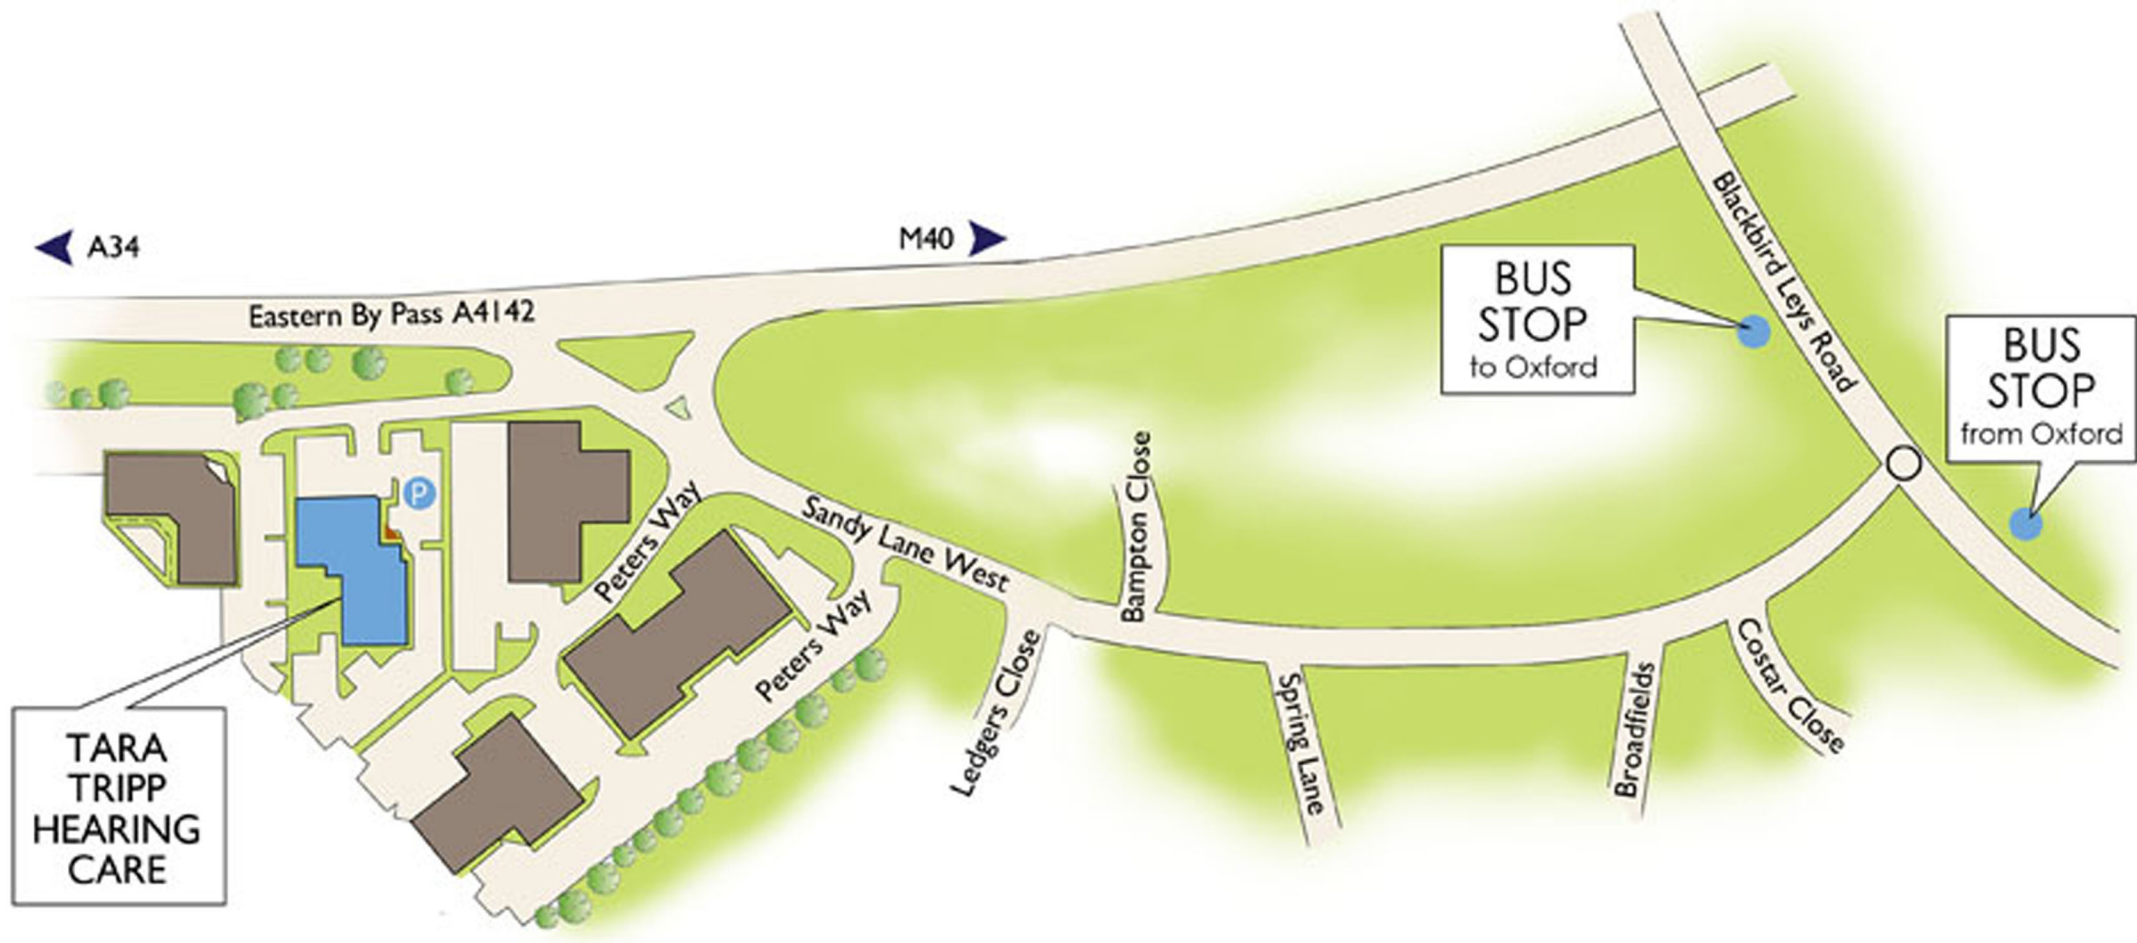 A34
M40
Eastern By Pass A4142
Blackbird Leys Road
BUS
STOP
to Oxford
BUS
STOP
from Oxford
P
Peters Way
Sandy Lane West
Bampton Close
Peters Way
Ledgers Close
Spring Lane
Broadfields
Costar Close
TARA
TRIPP
HEARING
CARE